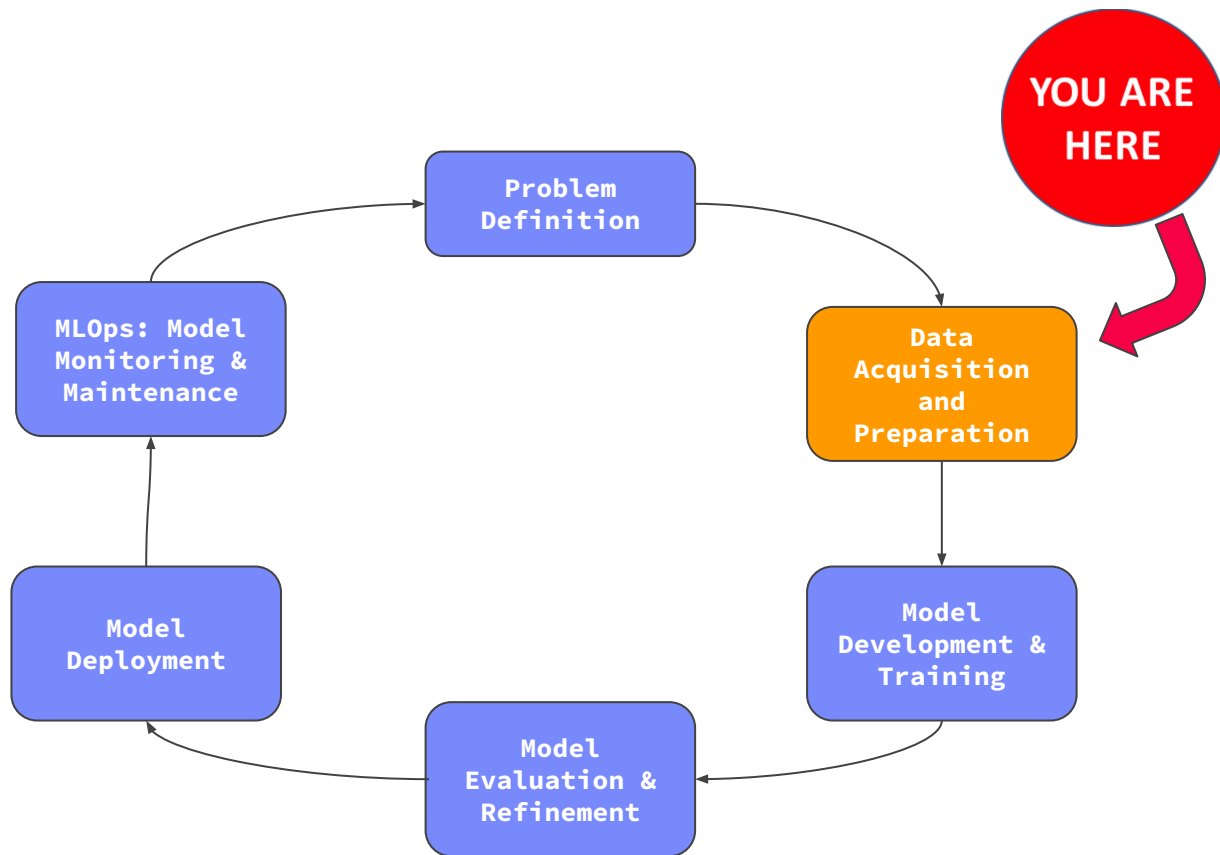 YOU ARE
HERE
Problem
Definition
Data
Acquisition
and
Preparation
Model
Development &
Training
Model
Evaluation &
Refinement
Model
Deployment
MLOps: Model
Monitoring &
Maintenance